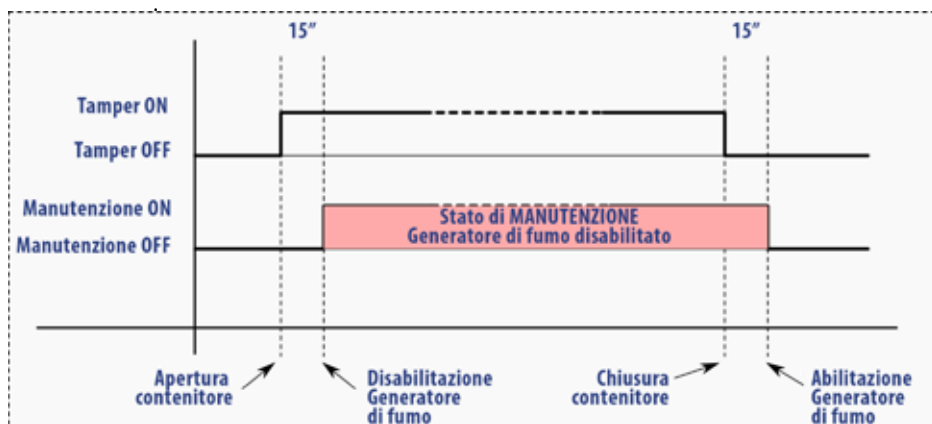 15” 15”
Tamper ON
Tamper OFF
Manutenzione ON
Stato di MANUTENZIONE
Generatore di fumo disabilitato
Manutenzione OFF
Apertura
contenitore
Disabilitazione
Generatore
di fumo
Chiusura
contenitore
Abilitazione
Generatore
di fumo